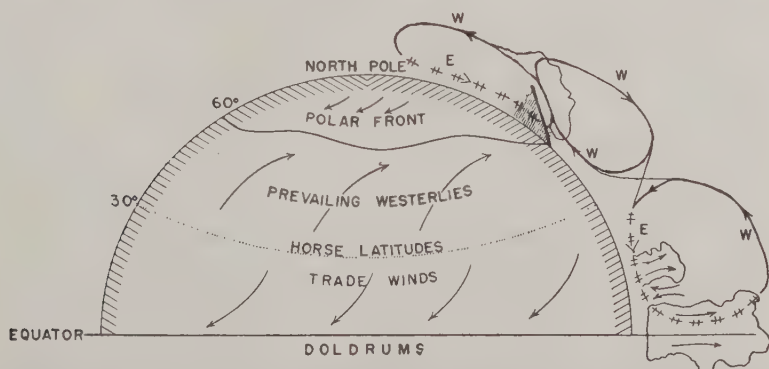 W
W
E
NORTH POLE
60°
POLAR FRONT
W
PREVAILING WESTERLIES
30°
E
W
HORSE LATITUDES
TRADE WINDS
EQUATOR
DOLDRUMS